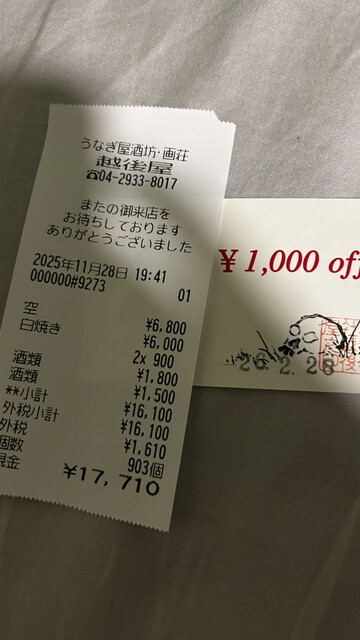 うなぎ屋酒坊・画荘
越後屋
☎04-2933-8017
またの御来店を
お待ちしております
ありがとうございました
2025年11月28日 19:41
000000#9273
01
空 ¥6,800
白焼き ¥6,000
2x 900
酒類 ¥1,800
酒類 ¥1,500
**小計 ¥16,100
外税小計 ¥16,100
外税 ¥1,610
個数 903個
現金 ¥17,710
¥1,000 off
26.2.28